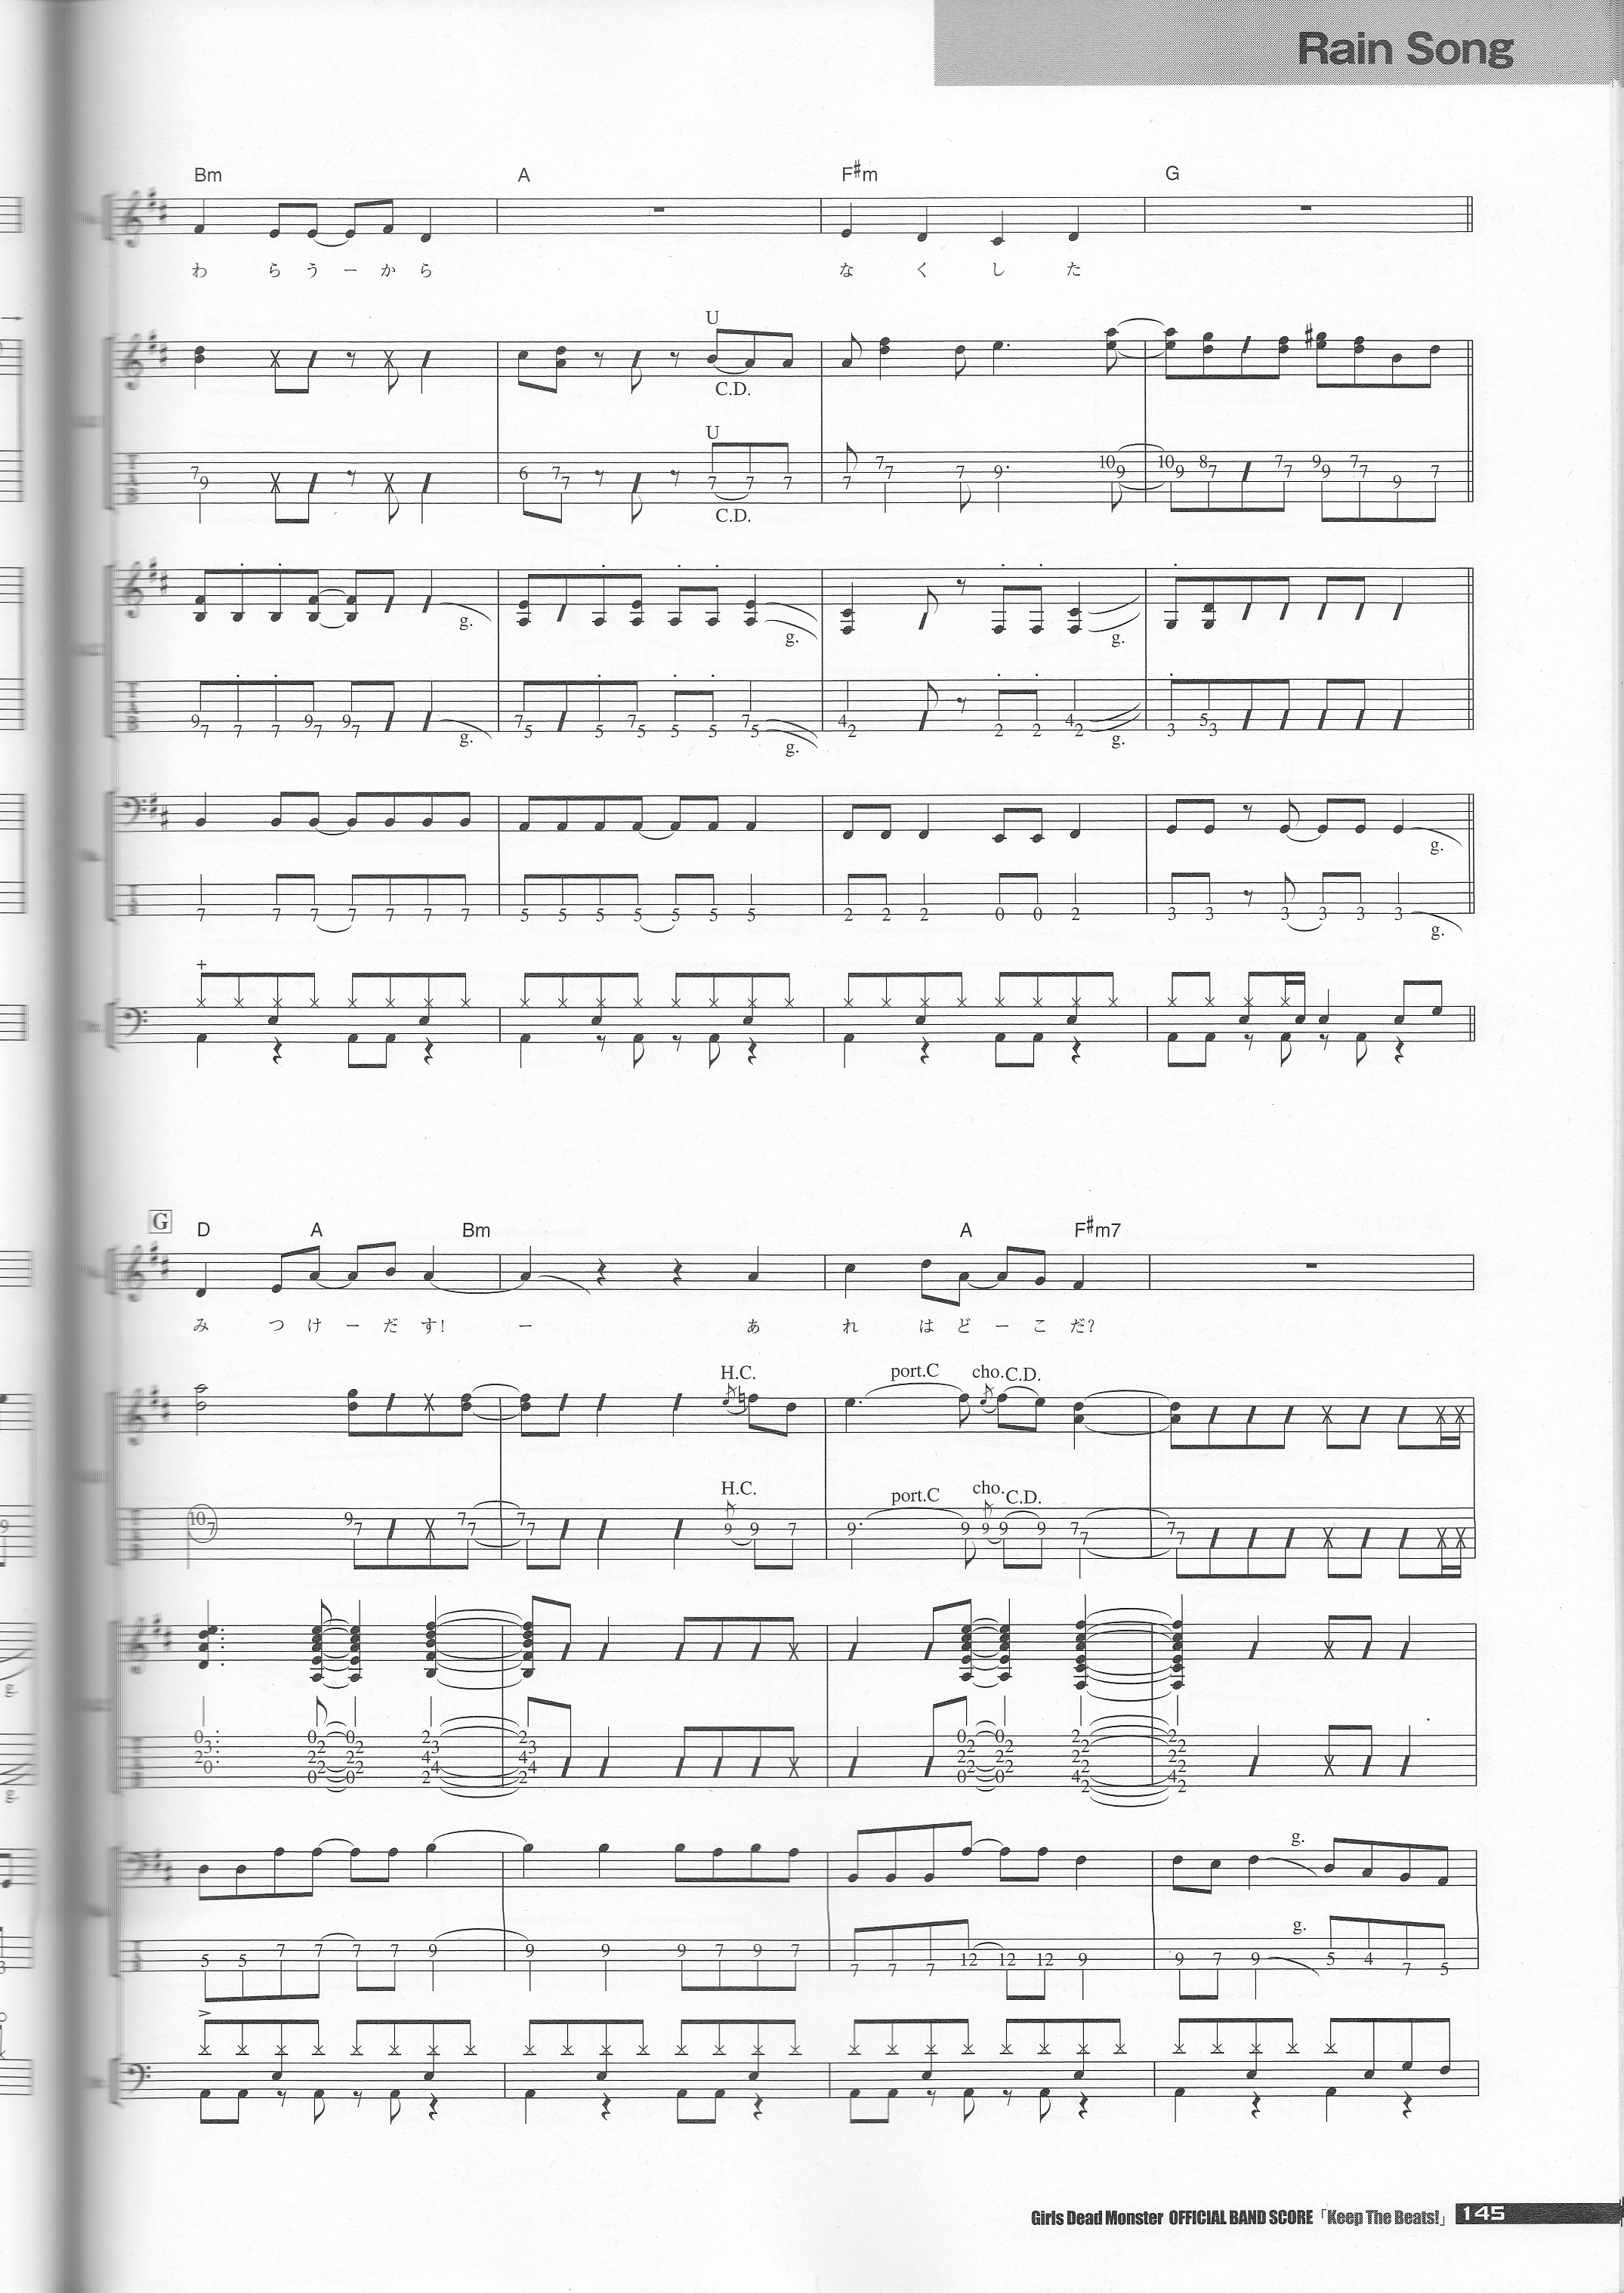 Rain Song
Bm A F#m G
わ らうーから な く し た
U
C.D.
U
7 9 6 7 7 7 7 7 7 7 7 7 9 10 9 10 9 8 7 7 7 9 9 7 7 9 7
C.D.
g. g. g.
9 7 7 7 9 7 9 7 7 5 5 7 5 5 5 7 5 4 2 2 2 4 2 3 5 3
g. g. g.
g.
7 7 7 7 7 7 7 5 5 5 5 5 5 5 2 2 2 0 0 2 3 3 3 3 3 3
g.
+
G D A Bm A F#m7
み つけーだす! ー あ れ はどーこだ?
H.C. port.C cho. C.D.
H.C. port.C cho. C.D.
10 7 9 7 7 7 7 7 9 9 7 9 9 9 9 9 7 7 7 7
0 3 2 0 0 2 2 2 0 0 2 2 2 0 2 3 4 4 2 2 3 4 4 2 0 2 2 2 0 0 2 2 2 0 2 2 2 2 4 2 2 2 2 2 4 2
g.
g.
5 5 7 7 7 7 9 9 9 9 7 9 7 7 7 7 12 12 12 9 9 7 9 5 4 7 5
>
Girls Dead Monster OFFICIAL BAND SCORE「Keep The Beats!」 145